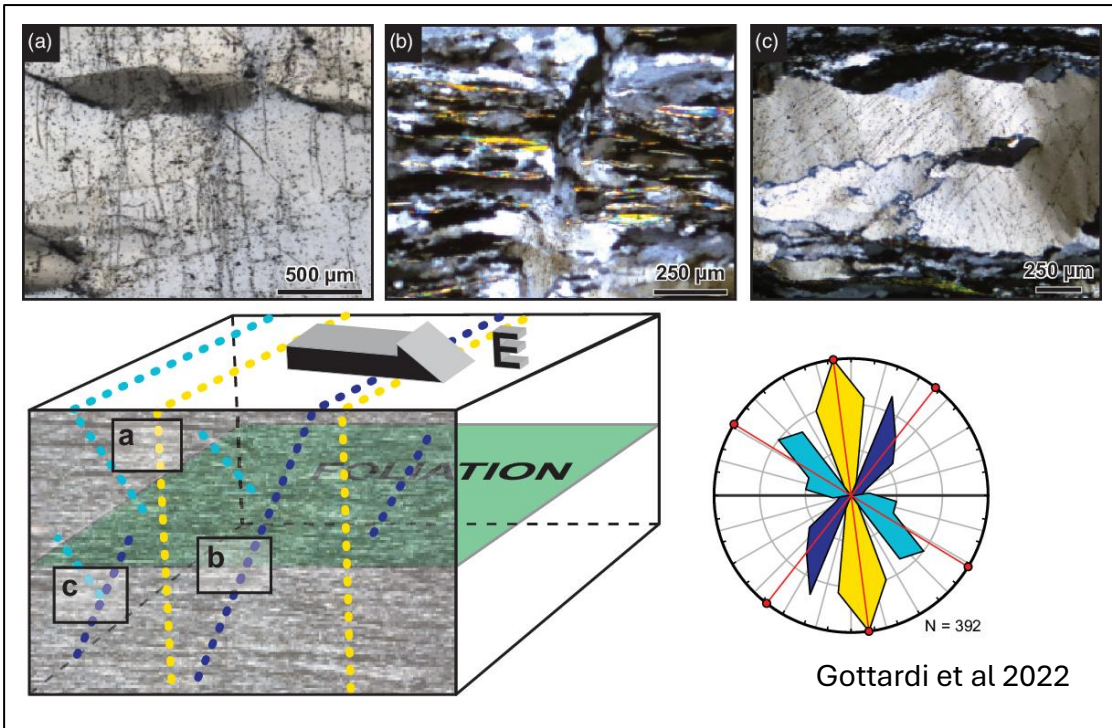 (a)
(b)
(c)
500 µm
250 µm
250 µm
E
a
FOLIATION
b
c
N = 392
Gottardi et al 2022